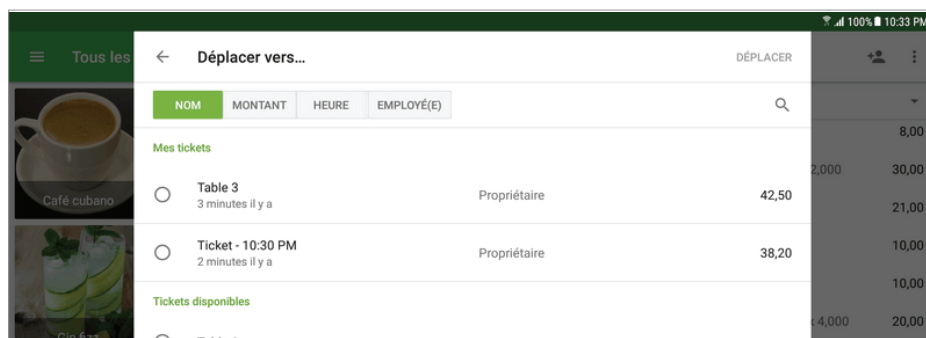 100% 10:33 PM
Tous les
Déplacer vers...
DÉPLACER
NOM MONTANT HEURE EMPLOYÉ(E)
Mes tickets
Table 3
3 minutes il y a
Propriétaire
42,50
Ticket - 10:30 PM
2 minutes il y a
Propriétaire
38,20
Tickets disponibles
Café cubano
Gin fizz
8,00
2,000 30,00
21,00
10,00
10,00
x 4,000 20,00